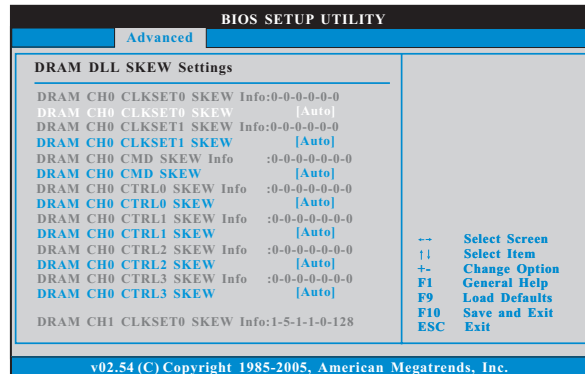 BIOS SETUP UTILITY
Advanced
DRAM DLL SKEW Settings
DRAM CH0 CLKSET0 SKEW Info:0-0-0-0-0-0
DRAM CH0 CLKSET0 SKEW [Auto]
DRAM CH0 CLKSET1 SKEW Info:0-0-0-0-0-0
DRAM CH0 CLKSET1 SKEW [Auto]
DRAM CH0 CMD SKEW Info :0-0-0-0-0-0-0
DRAM CH0 CMD SKEW [Auto]
DRAM CH0 CTRL0 SKEW Info :0-0-0-0-0-0-0
DRAM CH0 CTRL0 SKEW [Auto]
DRAM CH0 CTRL1 SKEW Info :0-0-0-0-0-0-0
DRAM CH0 CTRL1 SKEW [Auto]
DRAM CH0 CTRL2 SKEW Info :0-0-0-0-0-0-0
DRAM CH0 CTRL2 SKEW [Auto]
DRAM CH0 CTRL3 SKEW Info :0-0-0-0-0-0-0
DRAM CH0 CTRL3 SKEW [Auto]
DRAM CH1 CLKSET0 SKEW Info:1-5-1-1-0-128
←→ Select Screen
↑↓ Select Item
+- Change Option
F1 General Help
F9 Load Defaults
F10 Save and Exit
ESC Exit
v02.54 (C) Copyright 1985-2005, American Megatrends, Inc.